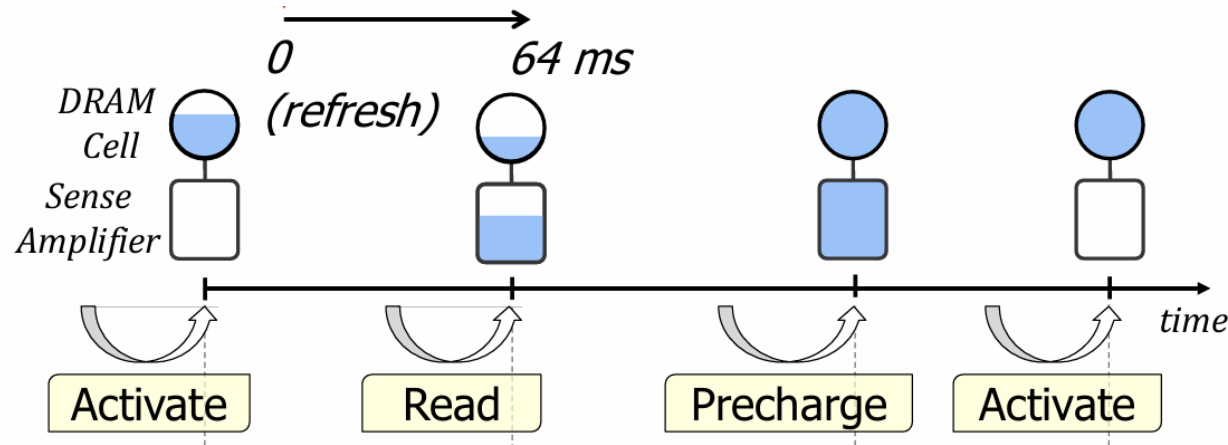 0
(refresh)
64 ms
DRAM
Cell
Sense
Amplifier
time
Activate
Read
Precharge
Activate